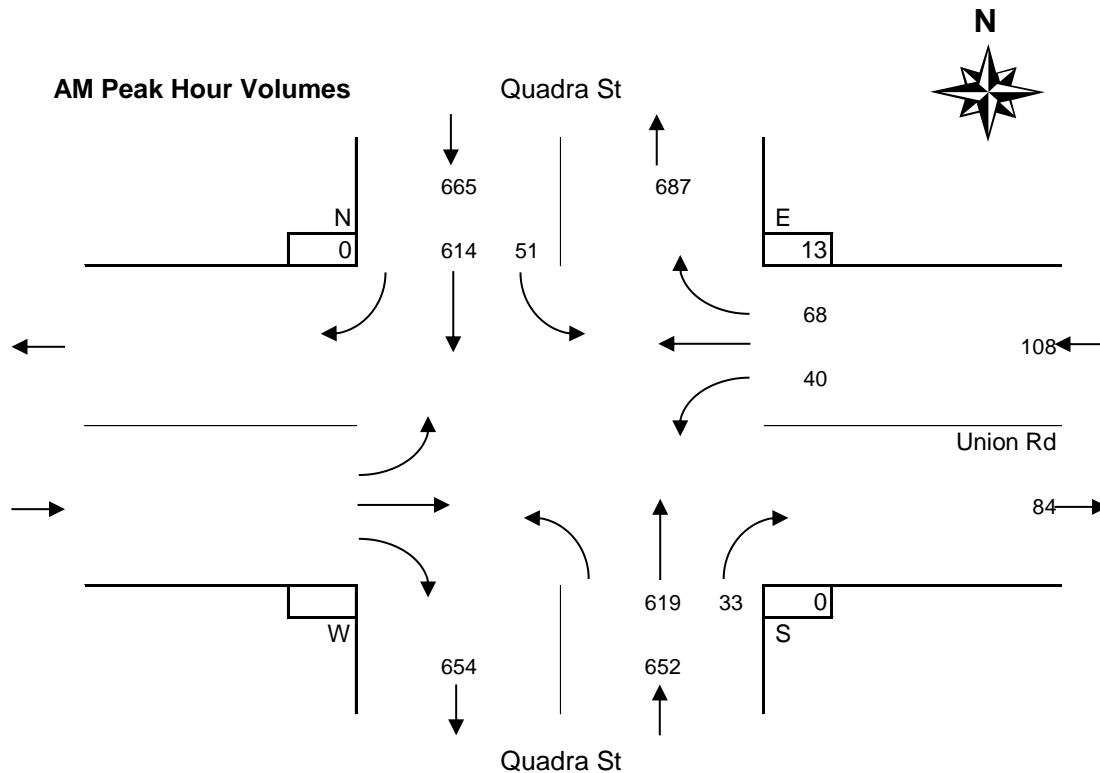 N
AM Peak Hour Volumes Quadra St
665 687
N E
0 614 51 13
68
108
40
Union Rd
84
619 33 0
W S
654 652
Quadra St